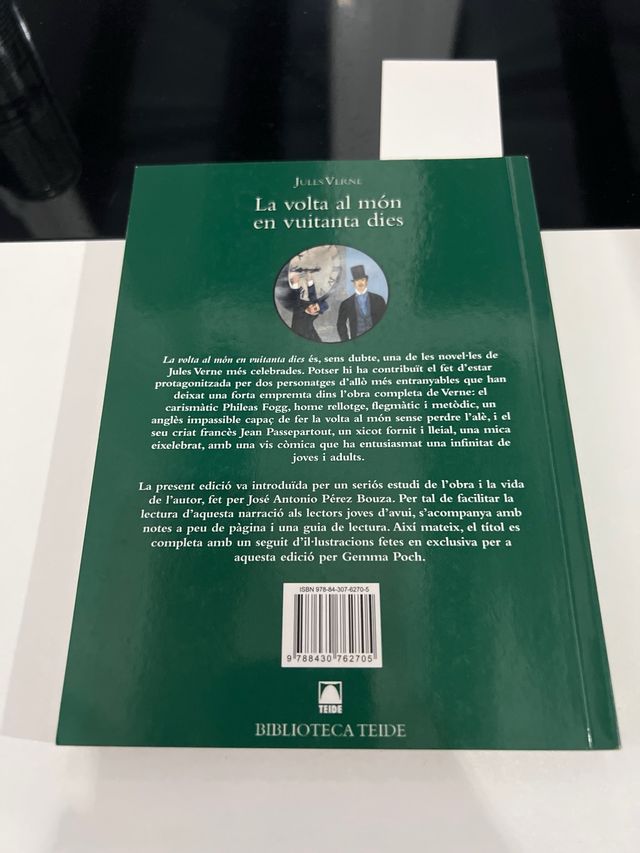 JULES VERNE
La volta al món
en vuitanta dies
La volta al món en vuitanta dies és, sens dubte, una de les novel·les de
Jules Verne més celebrades. Potser hi ha contribuït el fet d'estar
protagonitzada per dos personatges d'allò més entranyables que han
deixat una forta empremta dins l'obra completa de Verne: el
carismàtic Phileas Fogg, home rellotge, flegmàtic i metòdic, un
anglès impassible capaç de fer la volta al món sense perdre l'alè, i el
seu criat francès Jean Passepartout, un xicot fornit i lleial, una mica
eixelebrat, amb una vis còmica que ha entusiasmat una infinitat de
joves i adults.
La present edició va introduïda per un seriós estudi de l'obra i la vida
de l'autor, fet per José Antonio Pérez Bouza. Per tal de facilitar la
lectura d'aquesta narració als lectors joves d'avui, s'acompanya amb
notes a peu de pàgina i una guia de lectura. Així mateix, el títol es
completa amb un seguit d'il·lustracions fetes en exclusiva per a
aquesta edició per Gemma Poch.
ISBN 978-84-307-6270-5
9 788430 762705
TEIDE
BIBLIOTECA TEIDE